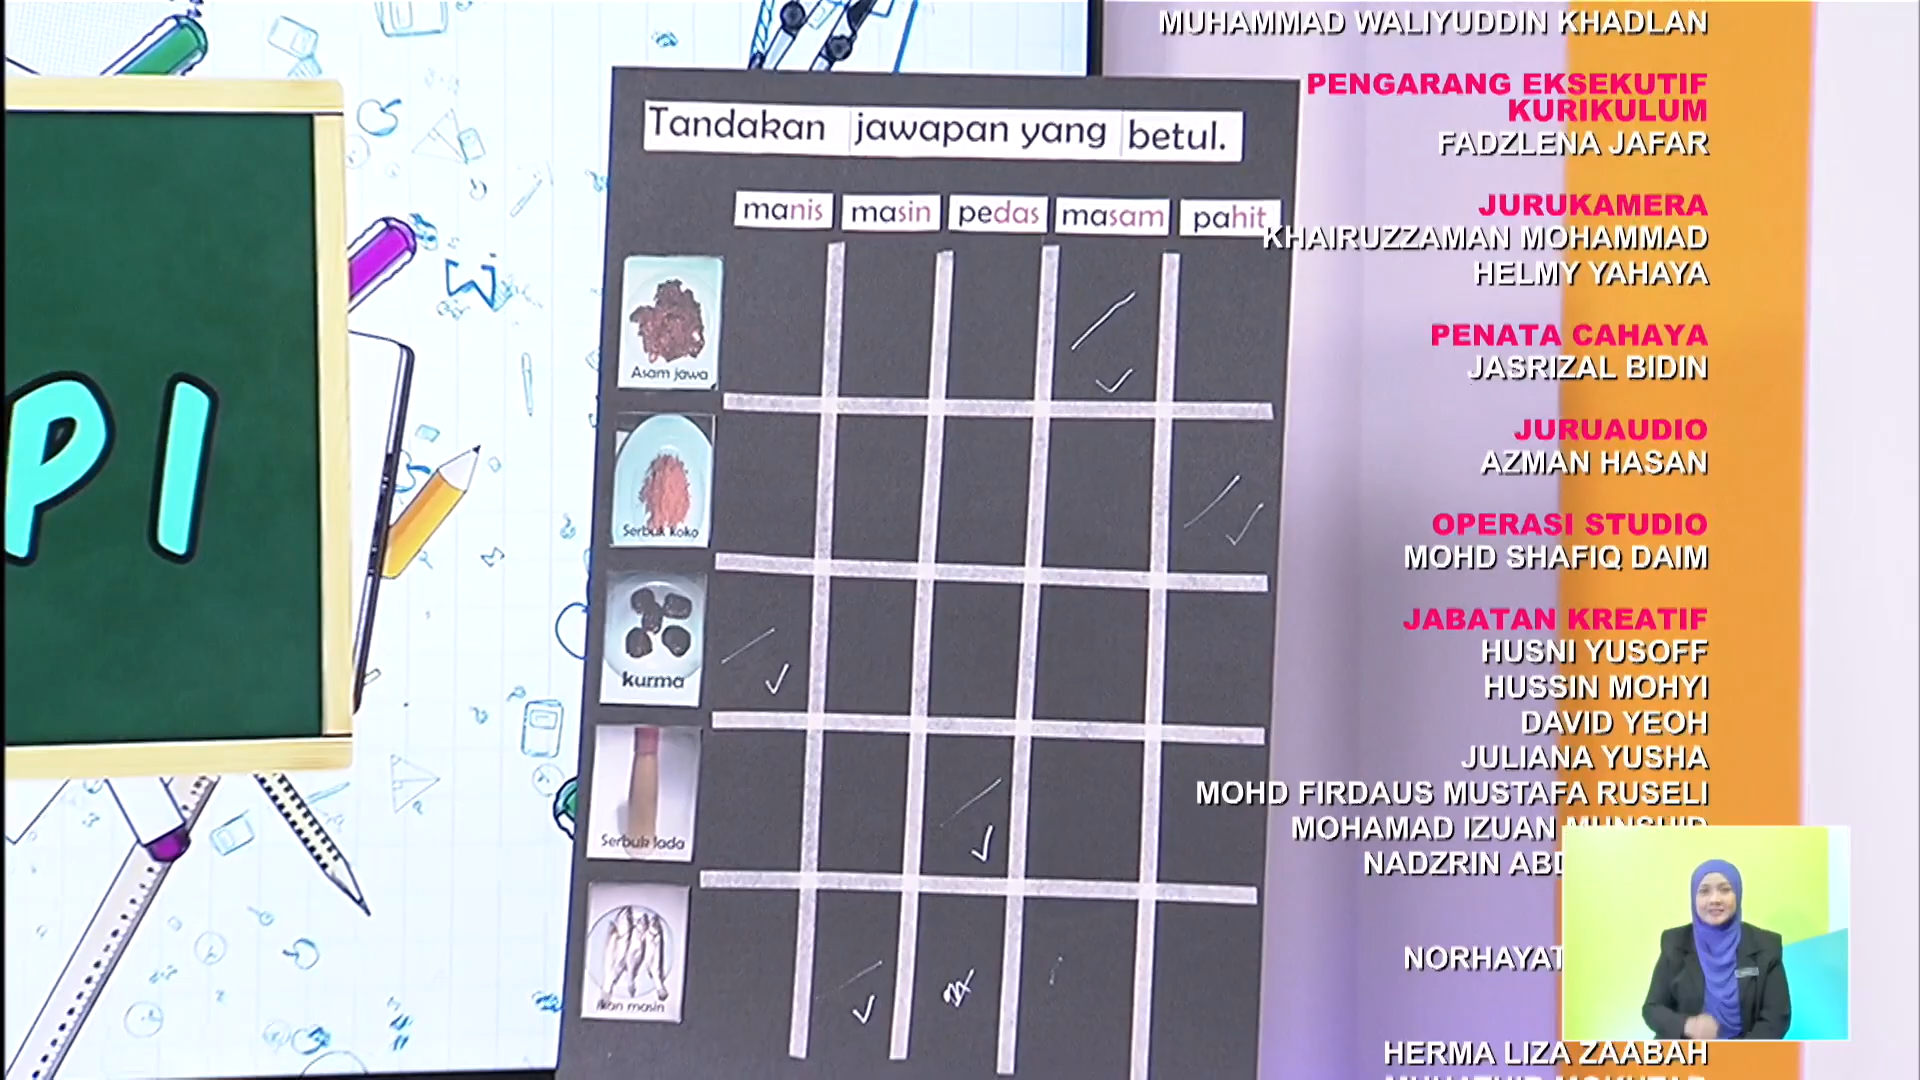 PI
Tandakan jawapan yang betul.
manis masin pedas masam pahit
Asam jawa
Serbuk koko
kurma
Serbuk lada
Ikan masin
MUHAMMAD WALIYUDDIN KHADLAN
PENGARANG EKSEKUTIF
KURIKULUM
FADZLENA JAFAR
JURUKAMERA
KHAIRUZZAMAN MOHAMMAD
HELMY YAHAYA
PENATA CAHAYA
JASRIZAL BIDIN
JURUAUDIO
AZMAN HASAN
OPERASI STUDIO
MOHD SHAFIQ DAIM
JABATAN KREATIF
HUSNI YUSOFF
HUSSIN MOHYI
DAVID YEOH
JULIANA YUSHA
MOHD FIRDAUS MUSTAFA RUSELI
MOHAMAD IZUAN
NADZRIN ABD
NORHAYAT
HERMA LIZA ZAABAH